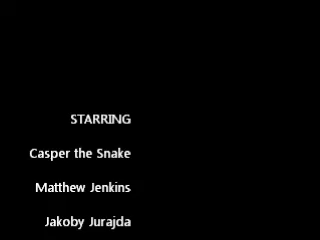 STARRING
Casper the Snake
Matthew Jenkins
Jakoby Jurajda